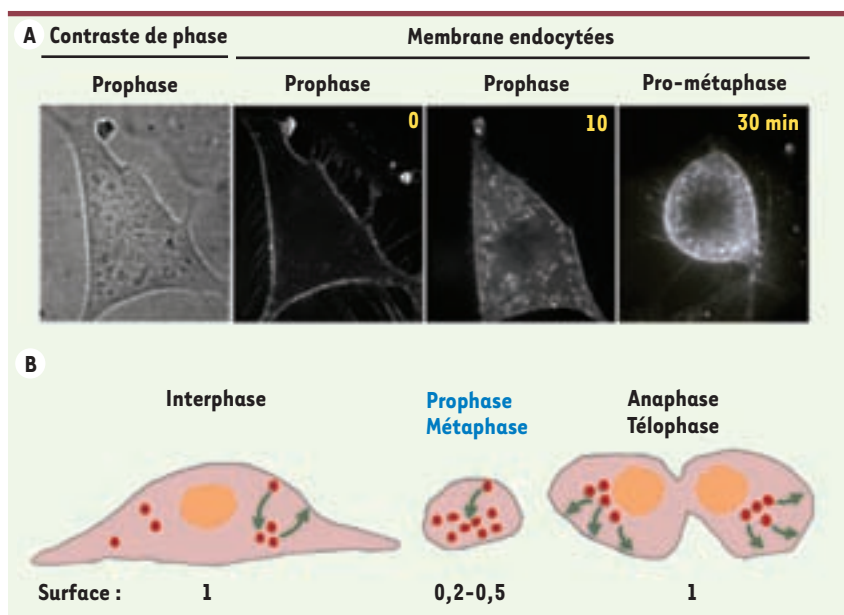 A Contraste de phase Membrane endocytées
Prophase Prophase Prophase Pro-métaphase
0 10 30 min
B
Interphase Prophase Anaphase
Métaphase Télophase
Surface : 1 0,2-0,5 1